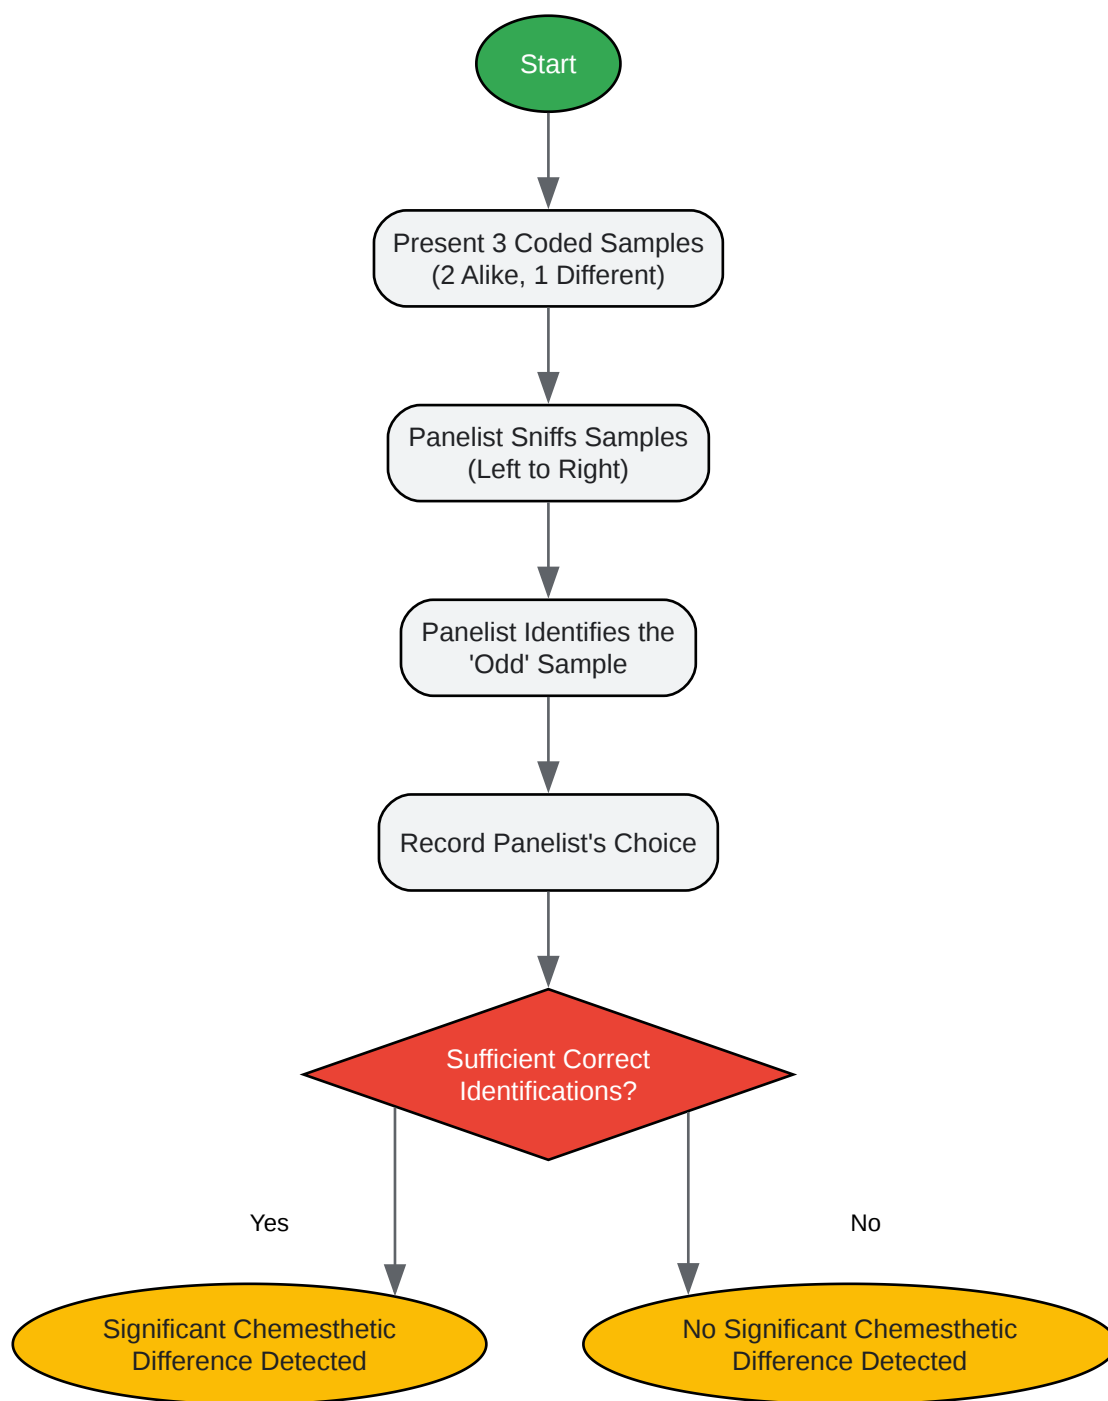 Start
Present 3 Coded Samples
(2 Alike, 1 Different)
Panelist Sniffs Samples
(Left to Right)
Panelist Identifies the
'Odd' Sample
Record Panelist's Choice
Sufficient Correct
Identifications?
Yes
No
Significant Chemesthetic
Difference Detected
No Significant Chemesthetic
Difference Detected